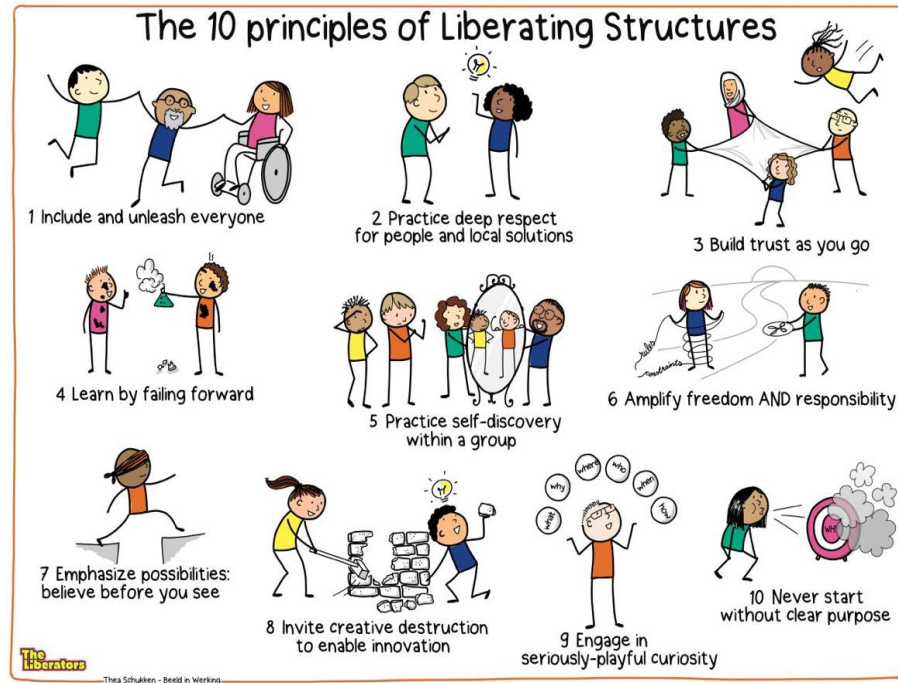 The 10 principles of Liberating Structures
1 Include and unleash everyone
2 Practice deep respect
for people and local solutions
3 Build trust as you go
4 Learn by failing forward
5 Practice self-discovery
within a group
rules
constraints
6 Amplify freedom AND responsibility
7 Emphasize possibilities:
believe before you see
8 Invite creative destruction
to enable innovation
what
why
where
who
when
how
9 Engage in
seriously-playful curiosity
WHY
10 Never start
without clear purpose
The
Liberators
Thea Schukken - Beeld in Werking